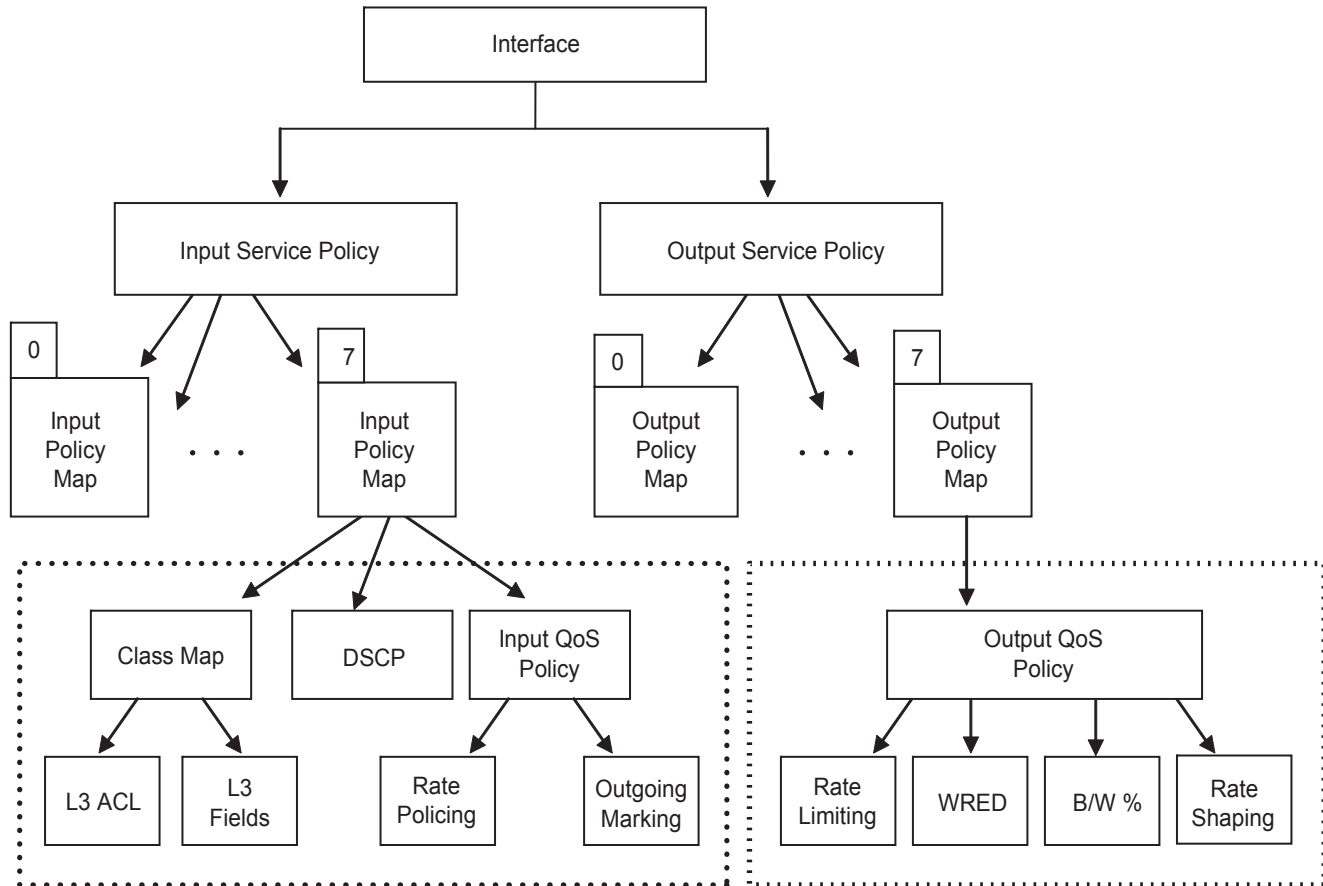 Interface
Input Service Policy
Output Service Policy
0
Input
Policy
Map
. . .
7
Input
Policy
Map
0
Output
Policy
Map
. . .
7
Output
Policy
Map
Class Map
DSCP
Input QoS
Policy
Output QoS
Policy
L3 ACL
L3
Fields
Rate
Policing
Outgoing
Marking
Rate
Limiting
WRED
B/W %
Rate
Shaping